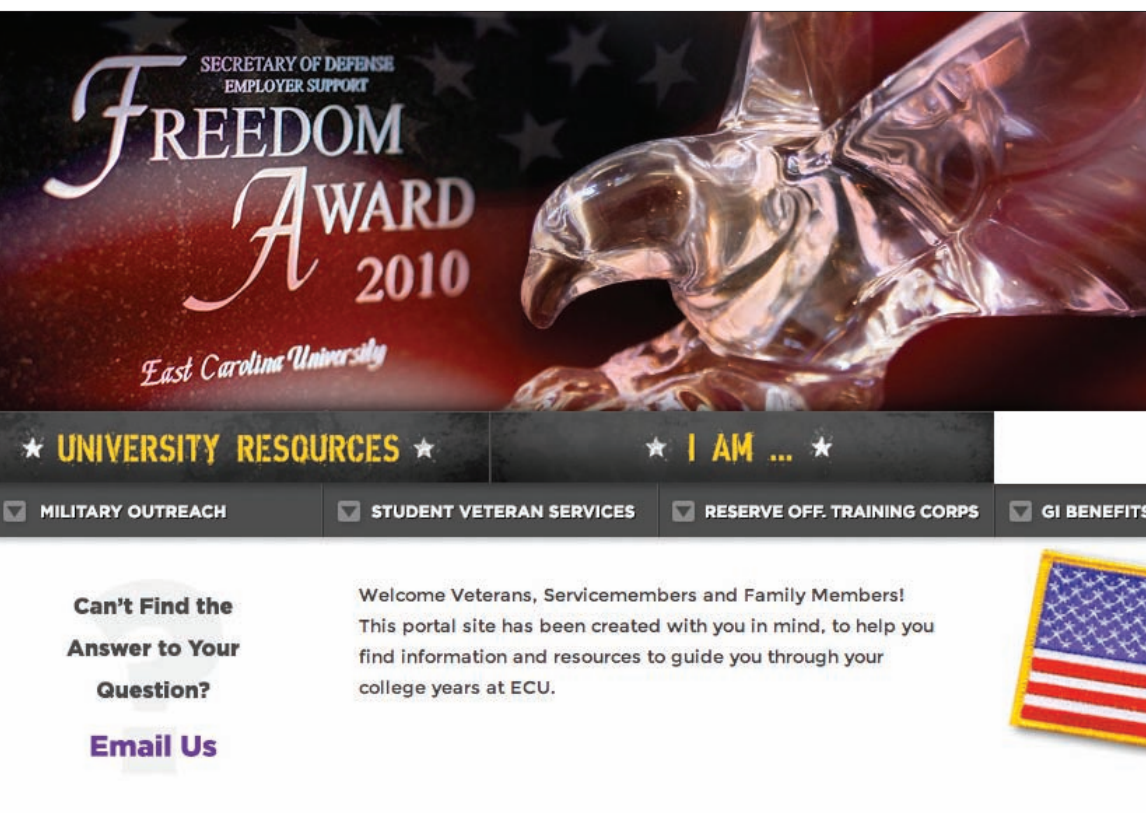 SECRETARY OF DEFENSE
EMPLOYER SUPPORT
FREEDOM
AWARD
2010
East Carolina University
UNIVERSITY RESOURCES
I AM ...
MILITARY OUTREACH
STUDENT VETERAN SERVICES
RESERVE OFF. TRAINING CORPS
GI BENEFITS
Can't Find the
Answer to Your
Question?
Email Us
Welcome Veterans, Servicemembers and Family Members!
This portal site has been created with you in mind, to help you
find information and resources to guide you through your
college years at ECU.